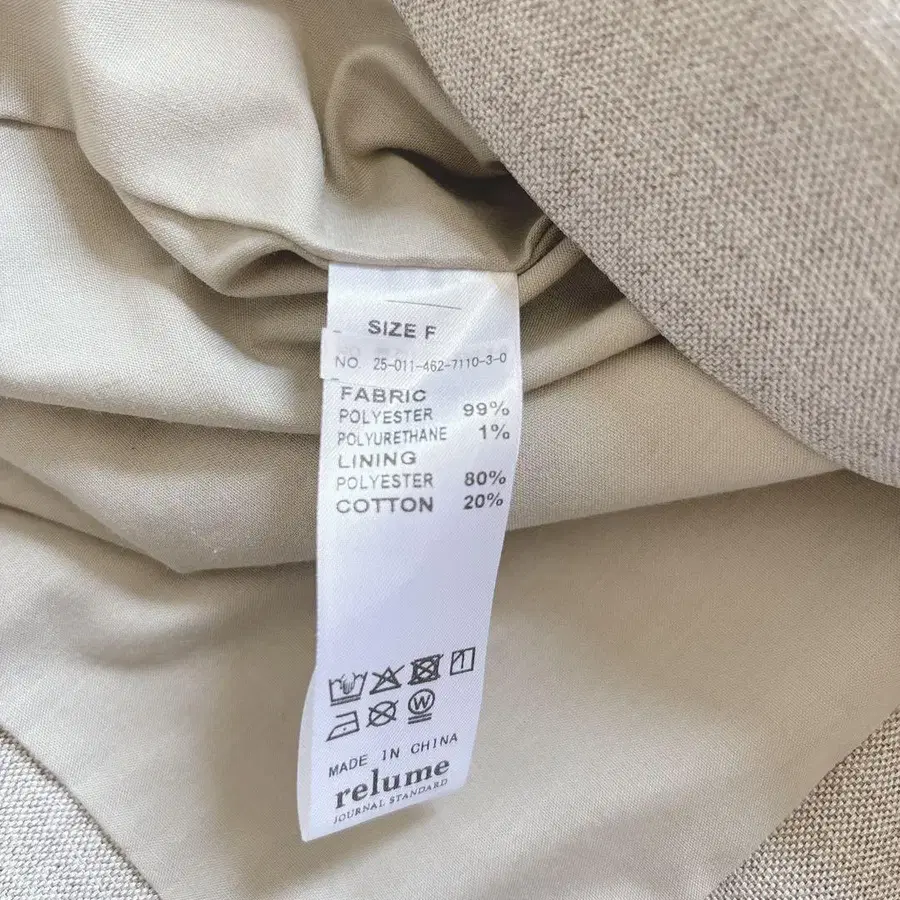 SIZE F
NO. 25-011-462-7110-3-0
FABRIC
POLYESTER 99%
POLYURETHANE 1%
LINING
POLYESTER 80%
COTTON 20%
W
MADE IN CHINA
relume
JOURNAL STANDARD